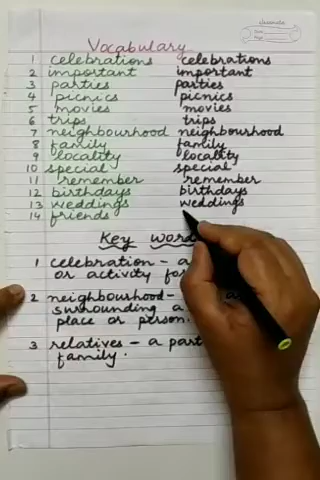 Vocabulary
1 celebrations celebrations
2 important important
3 parties parties
4 picnics picnics
5 movies movies
6 trips trips
7 neighbourhood neighbourhood
8 family family
9 locality locality
10 special special
11 remember remember
12 birthdays birthdays
13 weddings weddings
14 friends
Key
1 celebration - a
or activity
2 neighbourhood -
surrounding a
place or person.
3 relatives - a part
family.